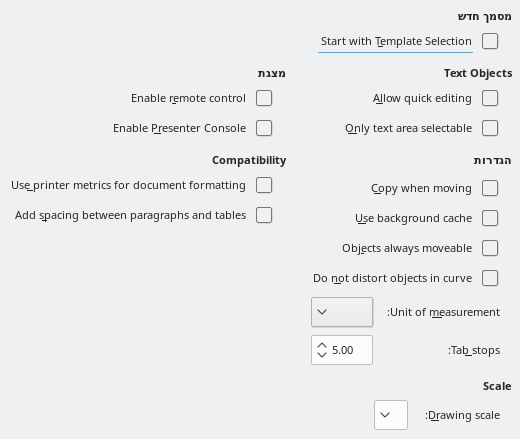 מסמך חדש
Start with Template Selection
Text Objects
Allow quick editing
Only text area selectable
הגדרות
Copy when moving
Use background cache
Objects always moveable
Do not distort objects in curve
Unit of measurement:
Tab stops: 5.00
Scale
Drawing scale:
מצגת
Enable remote control
Enable Presenter Console
Compatibility
Use printer metrics for document formatting
Add spacing between paragraphs and tables